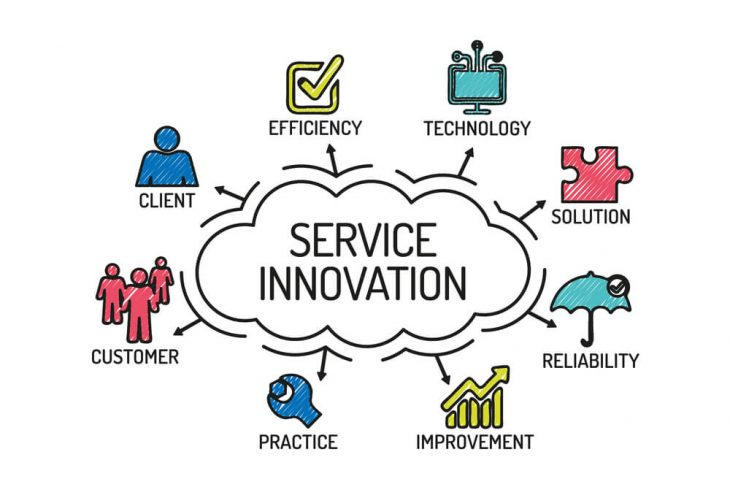 EFFICIENCY
TECHNOLOGY
CLIENT
SOLUTION
SERVICE
INNOVATION
CUSTOMER
RELIABILITY
PRACTICE
IMPROVEMENT